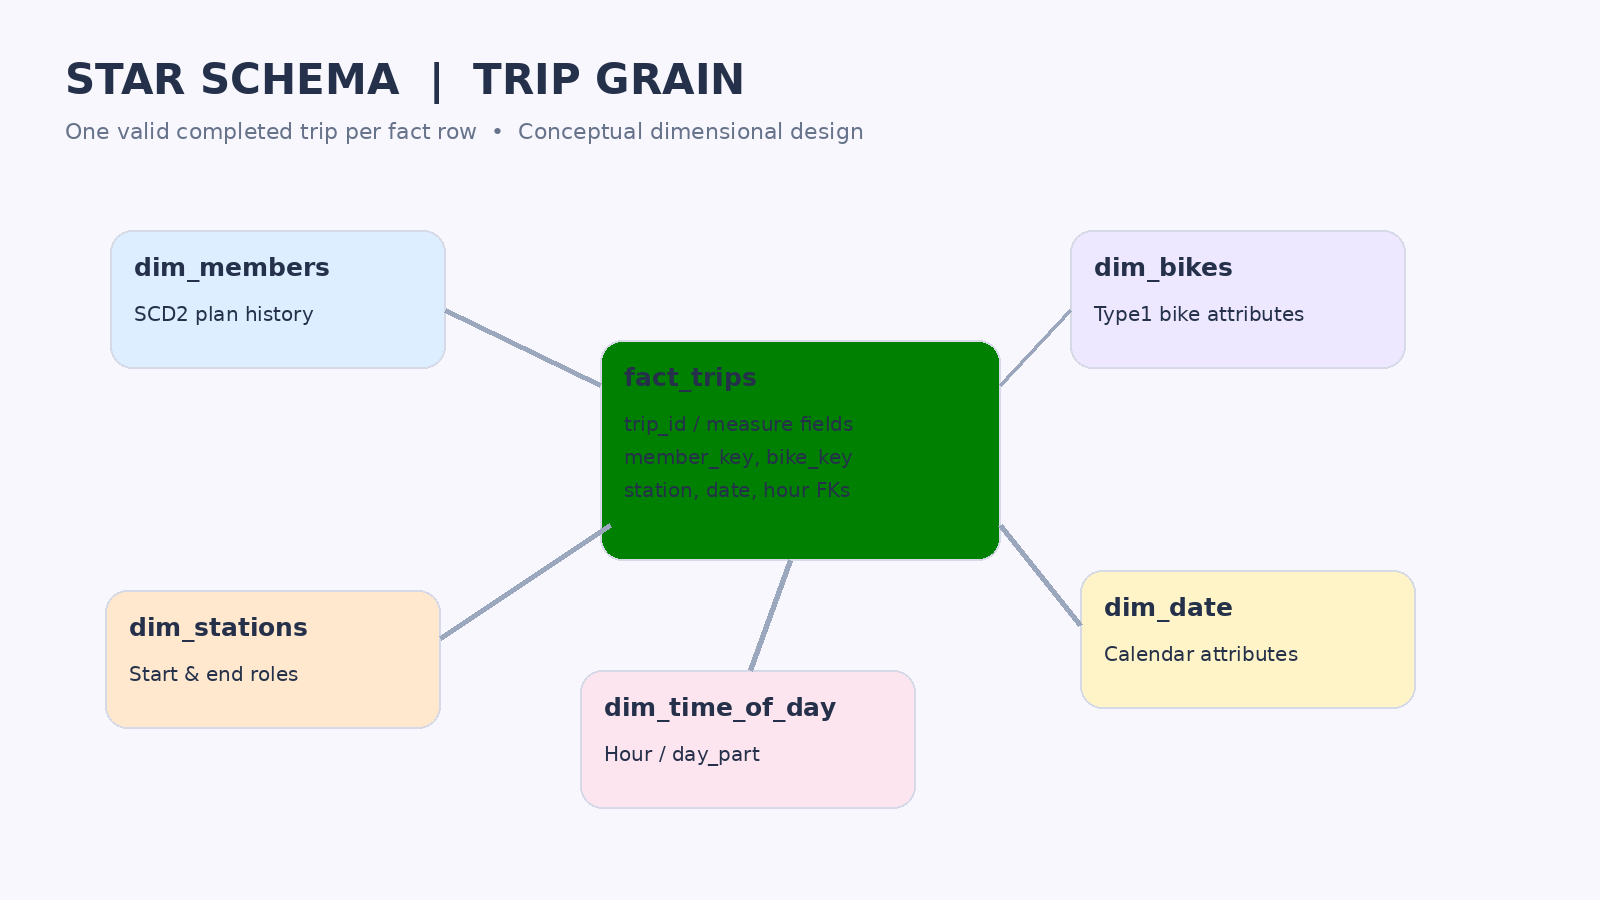 STAR SCHEMA | TRIP GRAIN
One valid completed trip per fact row • Conceptual dimensional design
dim_members
SCD2 plan history
dim_bikes
Type1 bike attributes
fact_trips
trip_id / measure fields
member_key, bike_key
station, date, hour FKs
dim_stations
Start & end roles
dim_date
Calendar attributes
dim_time_of_day
Hour / day_part